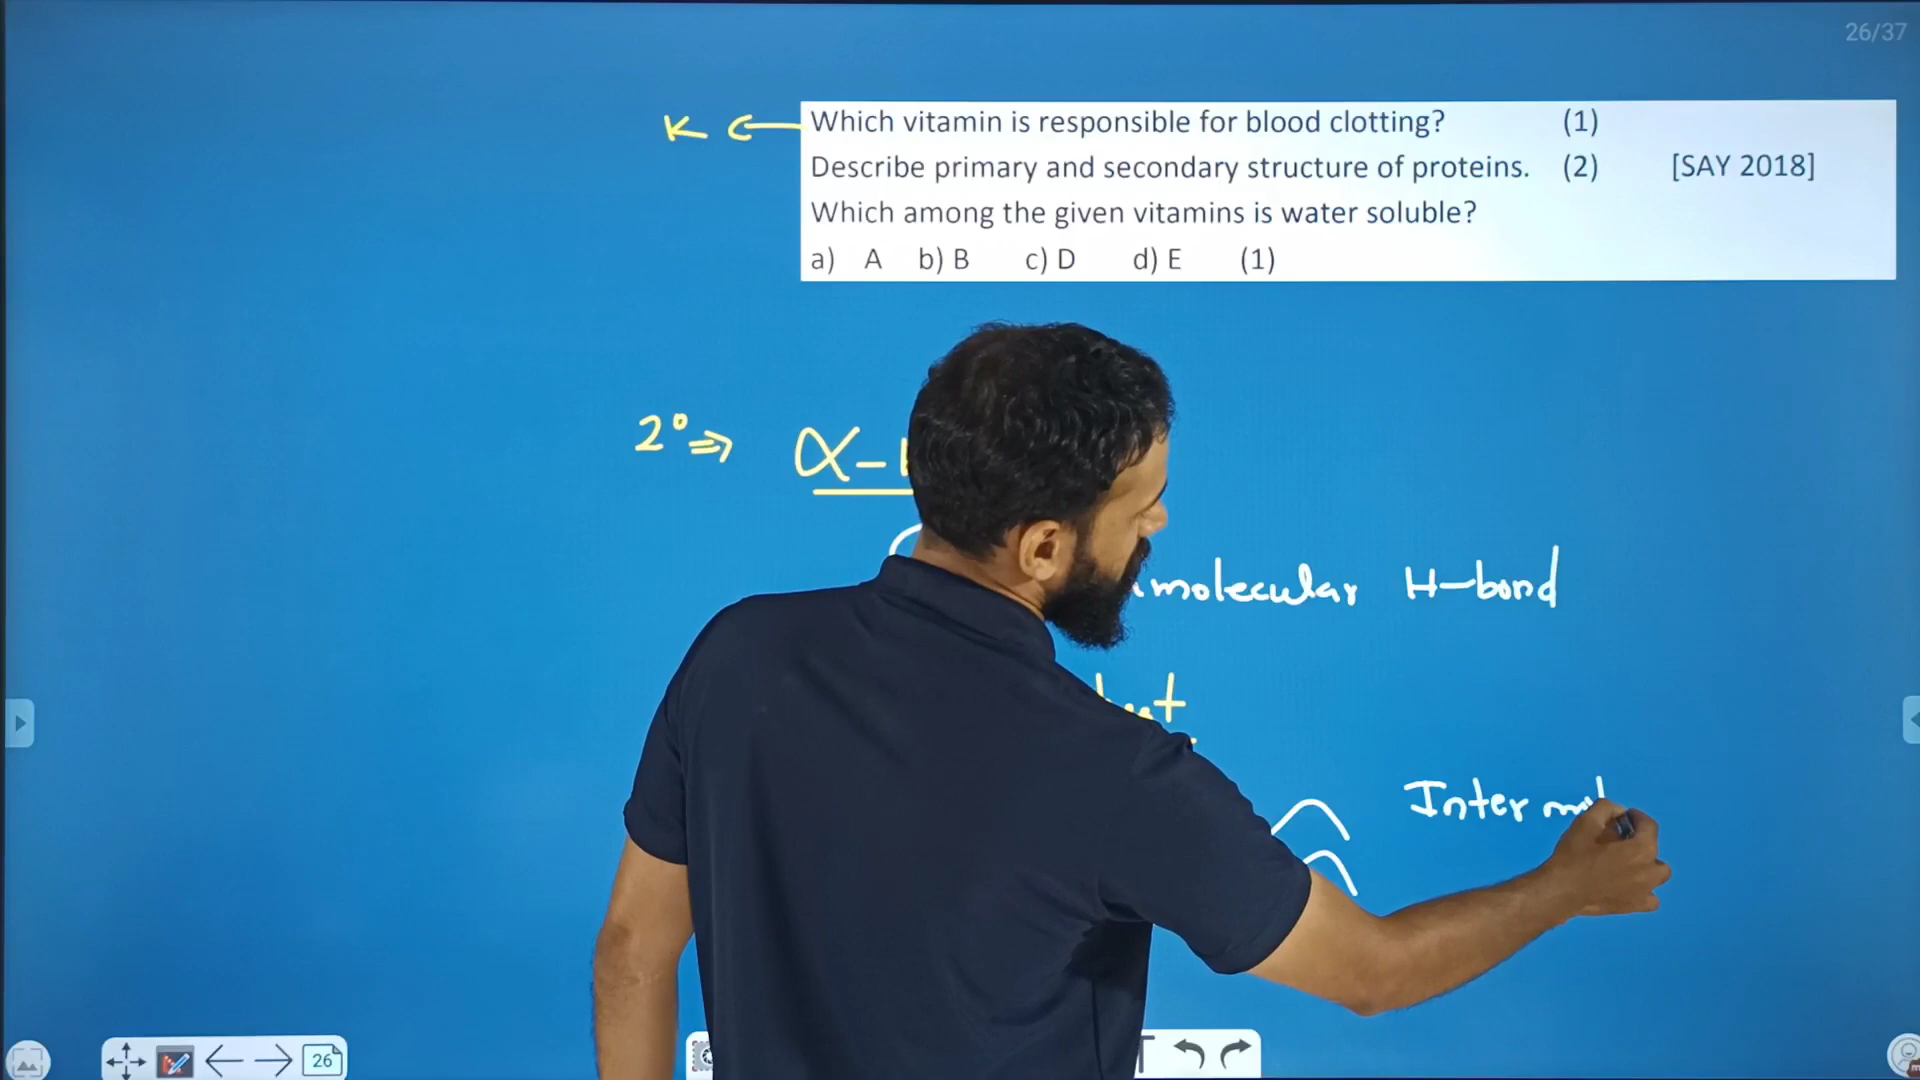 26/37
K ← Which vitamin is responsible for blood clotting? (1)
Describe primary and secondary structure of proteins. (2) [SAY 2018]
Which among the given vitamins is water soluble?
a) A b) B c) D d) E (1)
2° ⇒ α-
molecular H-bond
Inter
26